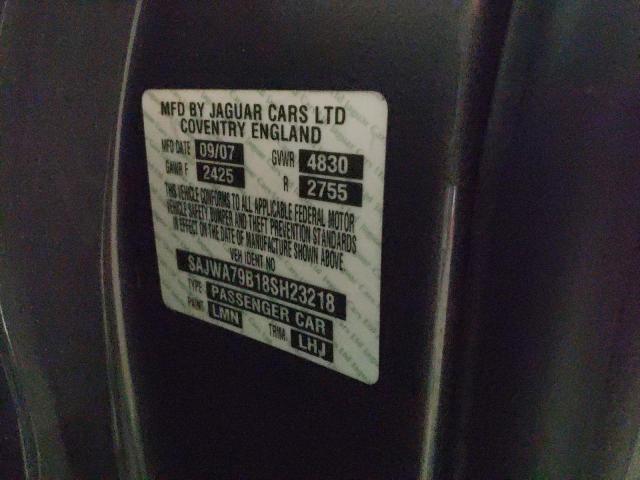 MFD BY JAGUAR CARS LTD
COVENTRY ENGLAND
MFD DATE 09/07 GVWR 4830
GAWR F 2425 R 2755
THIS VEHICLE CONFORMS TO ALL APPLICABLE FEDERAL MOTOR
VEHICLE SAFETY BUMPER AND THEFT PREVENTION STANDARDS
IN EFFECT ON THE DATE OF MANUFACTURE SHOWN ABOVE
VEH IDENT NO
SAJWA79B18SH23218
TYPE PASSENGER CAR
PAINT LMN TRIM LHJ